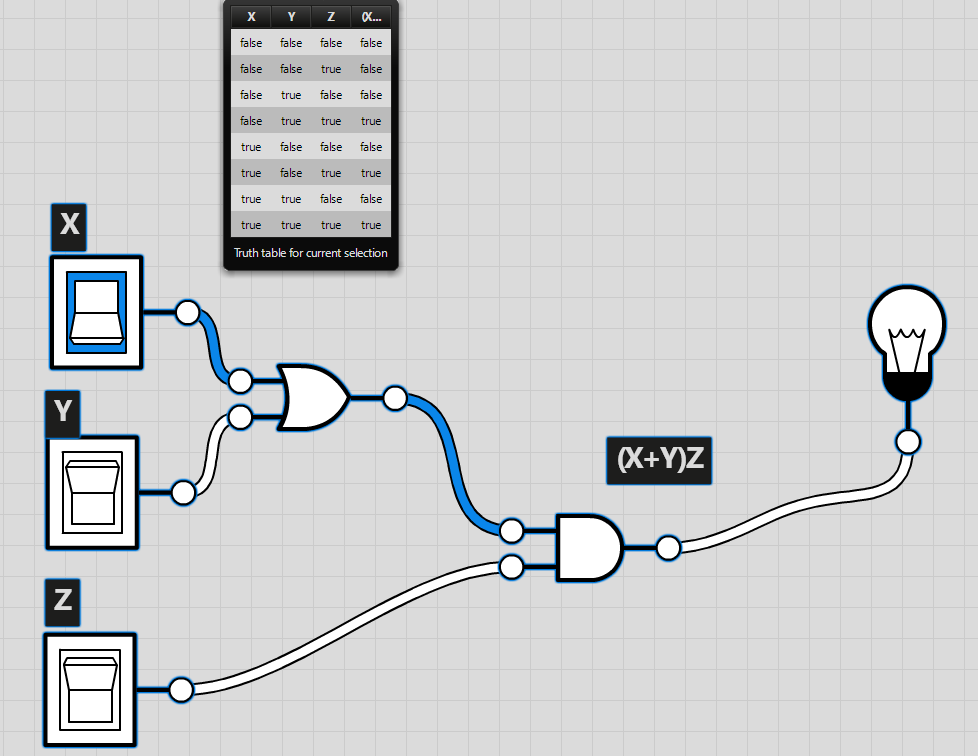 X Y Z (X...
false false false false
false false true false
false true false false
false true true true
true false false false
true false true true
true true false false
true true true true
Truth table for current selection
X
Y
(X+Y)Z
Z